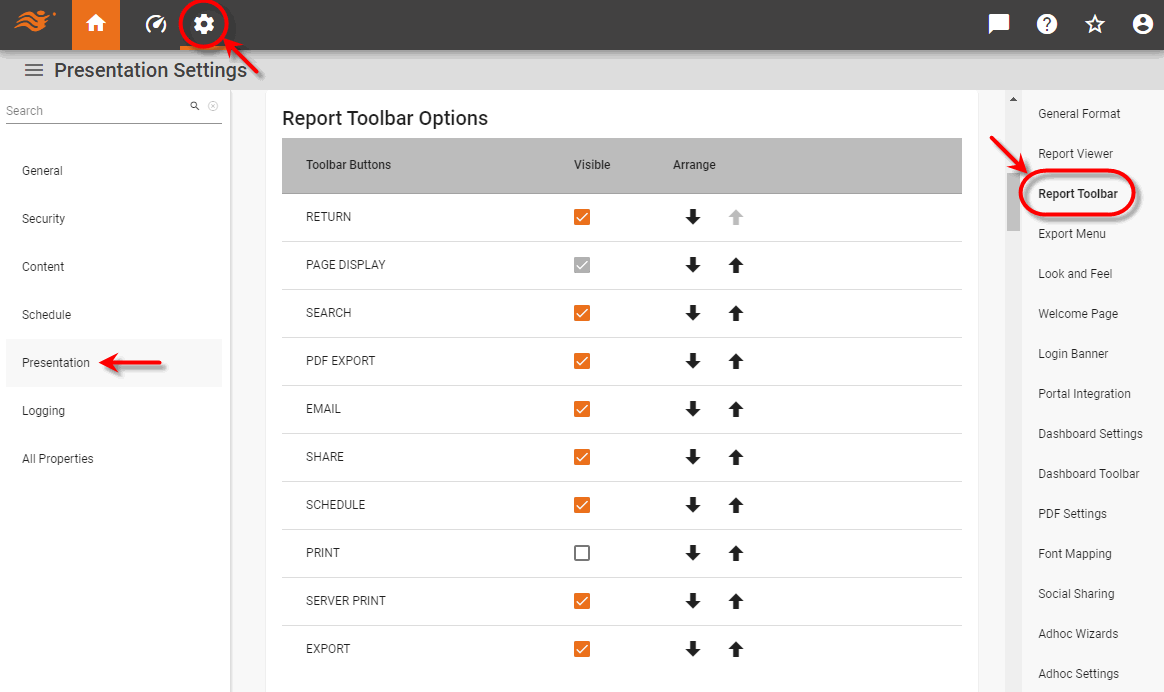 Presentation Settings
Search
General
Security
Content
Schedule
Presentation
Logging
All Properties
Report Toolbar Options
Toolbar Buttons Visible Arrange
RETURN
PAGE DISPLAY
SEARCH
PDF EXPORT
EMAIL
SHARE
SCHEDULE
PRINT
SERVER PRINT
EXPORT
General Format
Report Viewer
Report Toolbar
Export Menu
Look and Feel
Welcome Page
Login Banner
Portal Integration
Dashboard Settings
Dashboard Toolbar
PDF Settings
Font Mapping
Social Sharing
Adhoc Wizards
Adhoc Settings